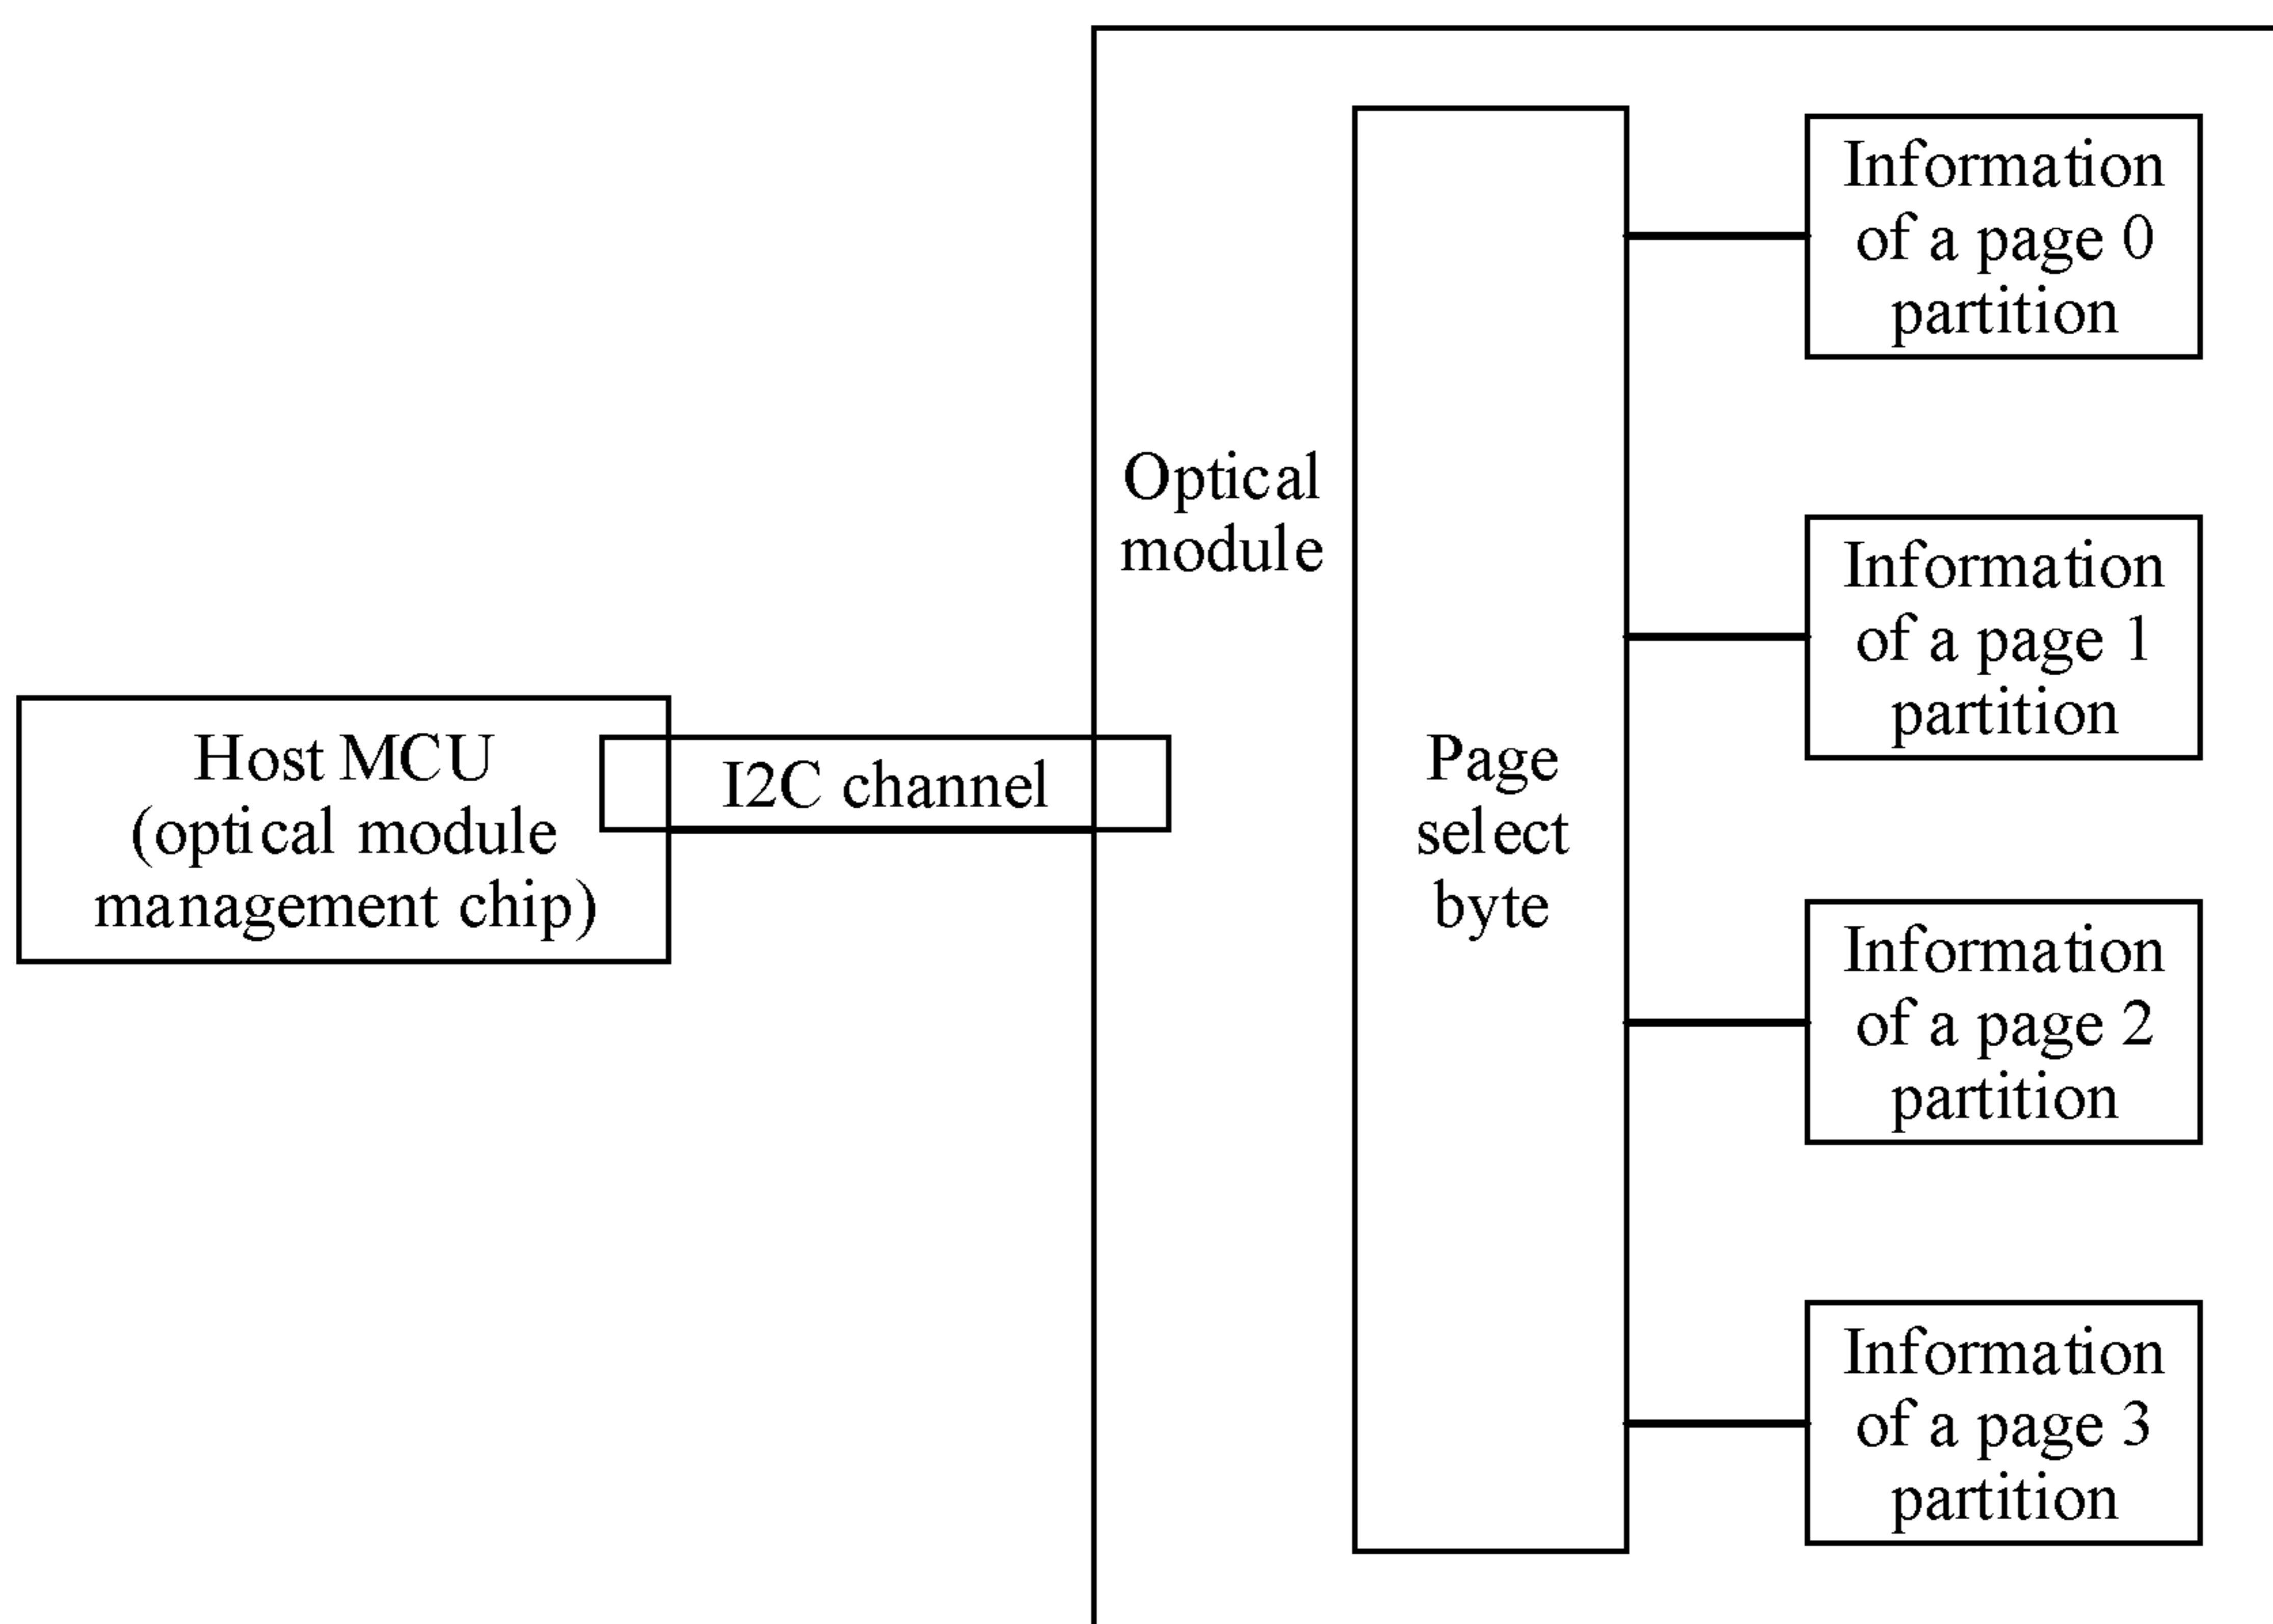 Host MCU
(optical module
management chip)
I2C channel
Optical
module
Page
select
byte
Information
of a page 0
partition
Information
of a page 1
partition
Information
of a page 2
partition
Information
of a page 3
partition